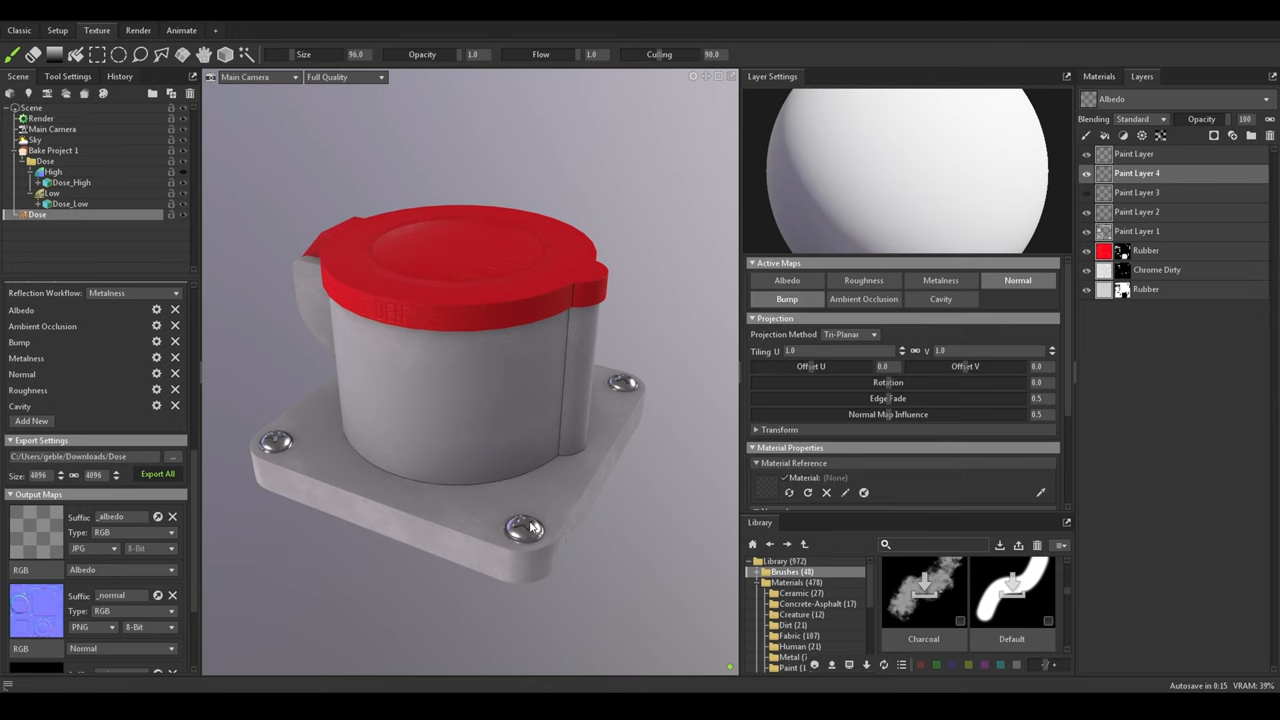 Classic Setup Texture Render Animate +
Size 96.0 Opacity 1.0 Flow 1.0 Culling 90.0
Scene Tool Settings History
Main Camera Full Quality
Layer Settings
Materials Layers
Scene
Render
Main Camera
Sky
Bake Project 1
Dose
High
Dose_High
Low
Dose_Low
Dose
Reflection Workflow: Metalness
Albedo
Ambient Occlusion
Bump
Metalness
Normal
Roughness
Cavity
Add New
Export Settings
C:/Users/geble/Downloads/Dose ...
Size: 4096 4096 Export All
Output Maps
Suffix _albedo
Type: RGB
JPG 8-Bit
RGB Albedo
Suffix _normal
Type: RGB
PNG 8-Bit
RGB Normal
Active Maps
Albedo Roughness Metalness Normal
Bump Ambient Occlusion Cavity
Projection
Projection Method Tri-Planar
Tiling U 1.0 V 1.0
Offset U 0.0 Offset V 0.0
Rotation 0.0
Edge Fade 0.5
Normal Map Influence 0.5
Transform
Material Properties
Material Reference
Material: (None)
Library
Library (972)
Brushes (48)
Materials (478)
Ceramic (27)
Concrete-Asphalt (17)
Creature (12)
Dirt (21)
Fabric (107)
Human (21)
Charcoal Default
Albedo
Blending Standard Opacity 100
Paint Layer
Paint Layer 4
Paint Layer 3
Paint Layer 2
Paint Layer 1
Rubber
Chrome Dirty
Rubber
Autosave in 0:15 VRAM: 39%